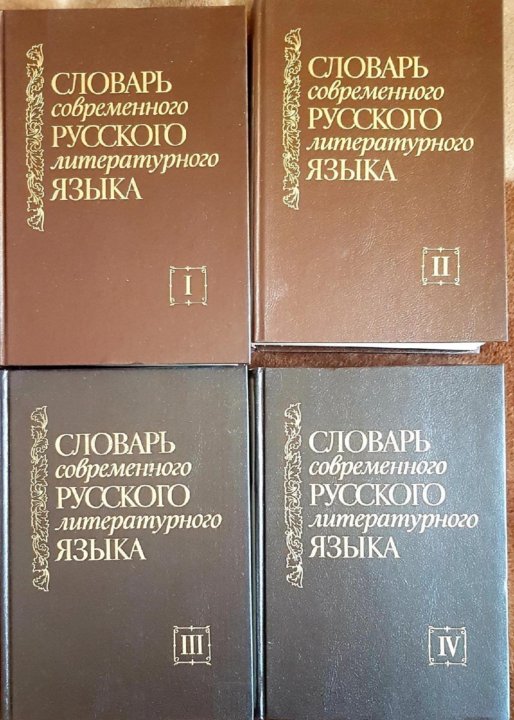 СЛОВАРЬ
современного
РУССКОГО
литературного
ЯЗЫКА
I
СЛОВАРЬ
современного
РУССКОГО
литературного
ЯЗЫКА
II
СЛОВАРЬ
современного
РУССКОГО
литературного
ЯЗЫКА
III
СЛОВАРЬ
современного
РУССКОГО
литературного
ЯЗЫКА
IV